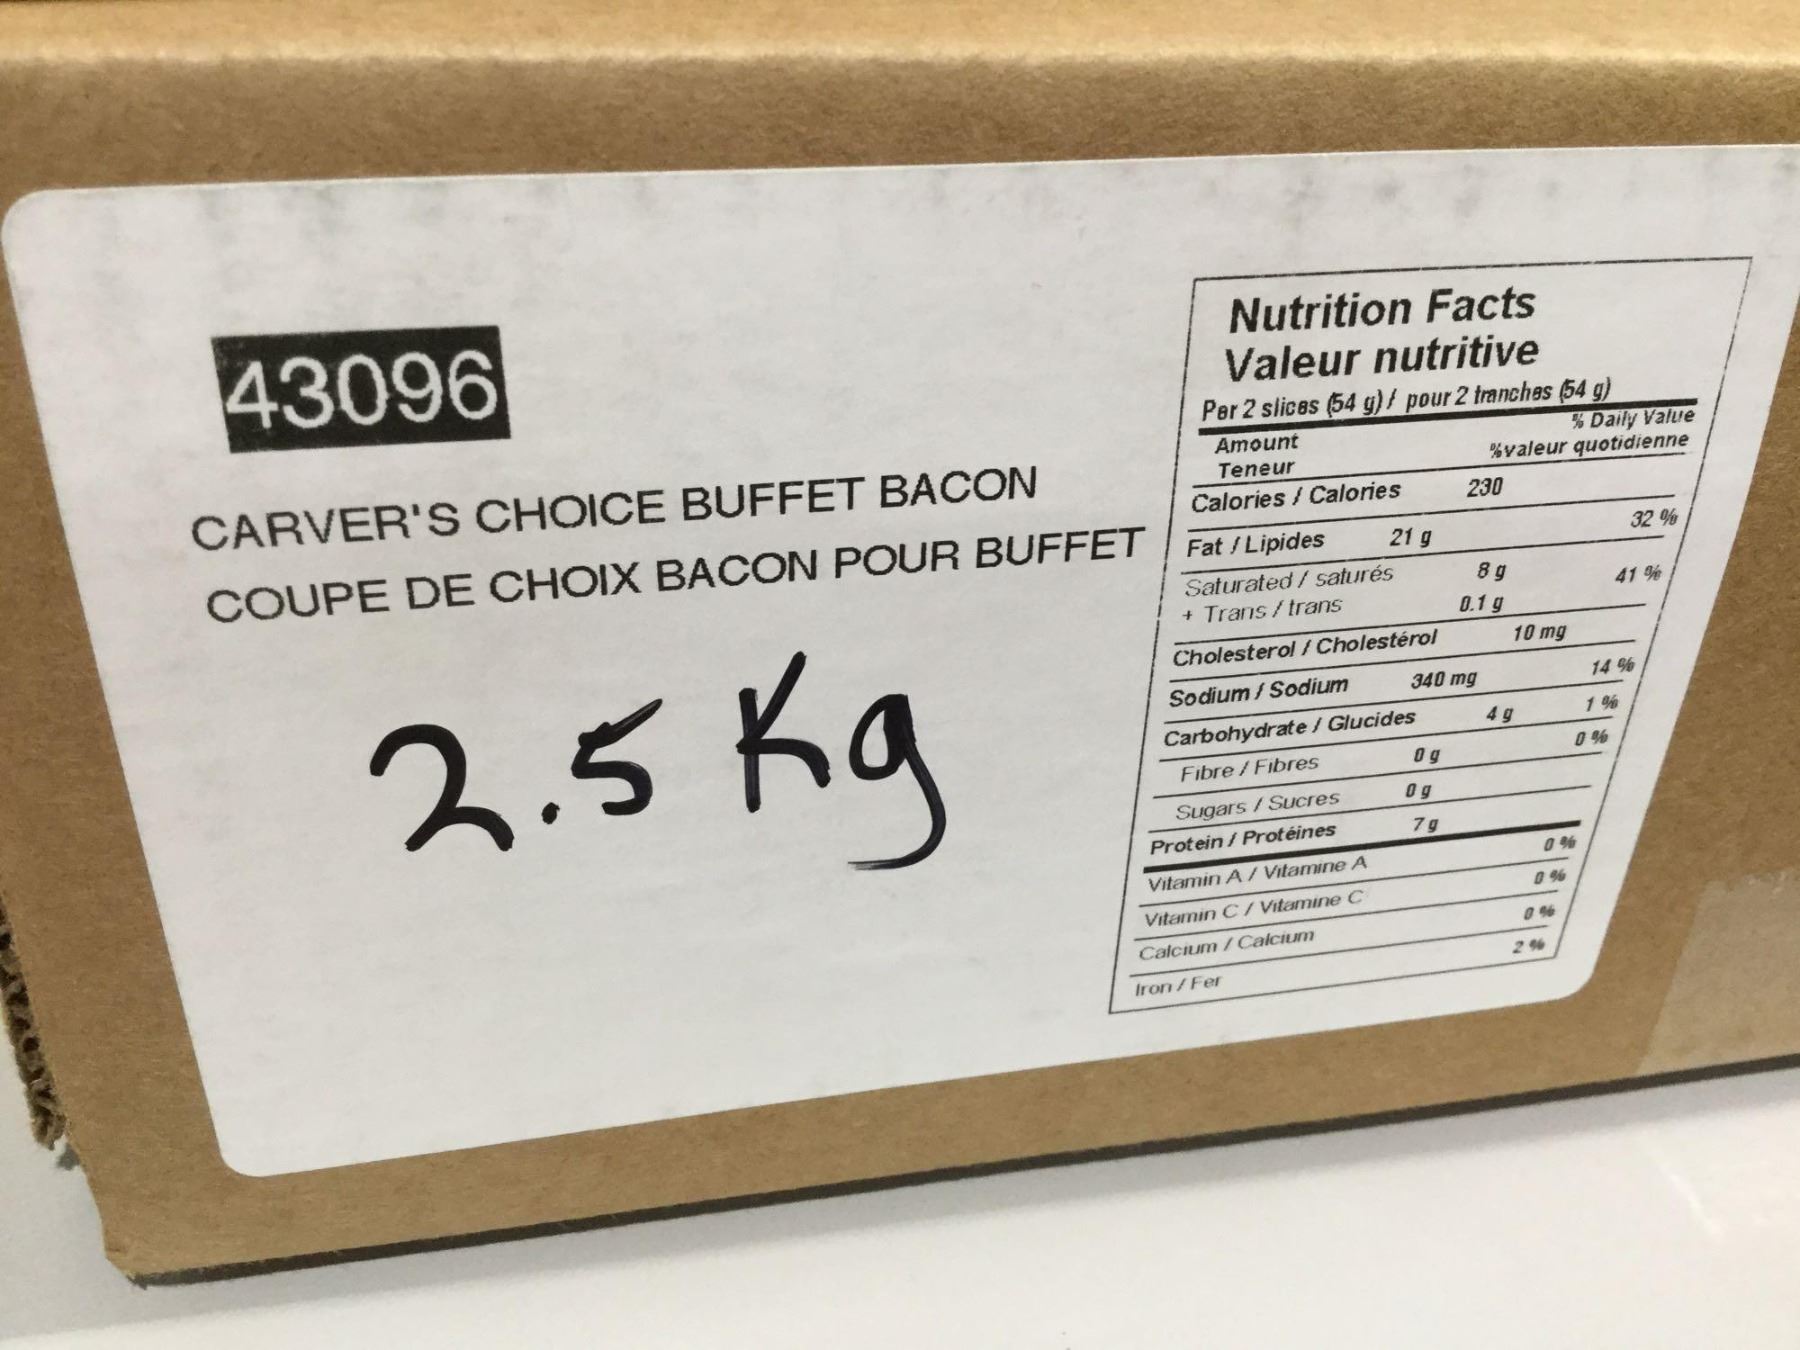 43096
CARVER'S CHOICE BUFFET BACON
COUPE DE CHOIX BACON POUR BUFFET
2.5 Kg
Nutrition Facts
Valeur nutritive
Per 2 slices (54 g) / pour 2 tranches (54 g)
% Daily Value
Amount
% valeur quotidienne
Teneur
Calories / Calories 230
Fat / Lipides 21 g 32 %
Saturated / saturés 8 g
+ Trans / trans 0.1 g 41 %
Cholesterol / Cholestérol 10 mg
Sodium / Sodium 340 mg 14 %
Carbohydrate / Glucides 4 g 1 %
Fibre / Fibres 0 g 0 %
Sugars / Sucres 0 g
Protein / Protéines 7 g
Vitamin A / Vitamine A 0 %
Vitamin C / Vitamine C 0 %
Calcium / Calcium 0 %
Iron / Fer 2 %